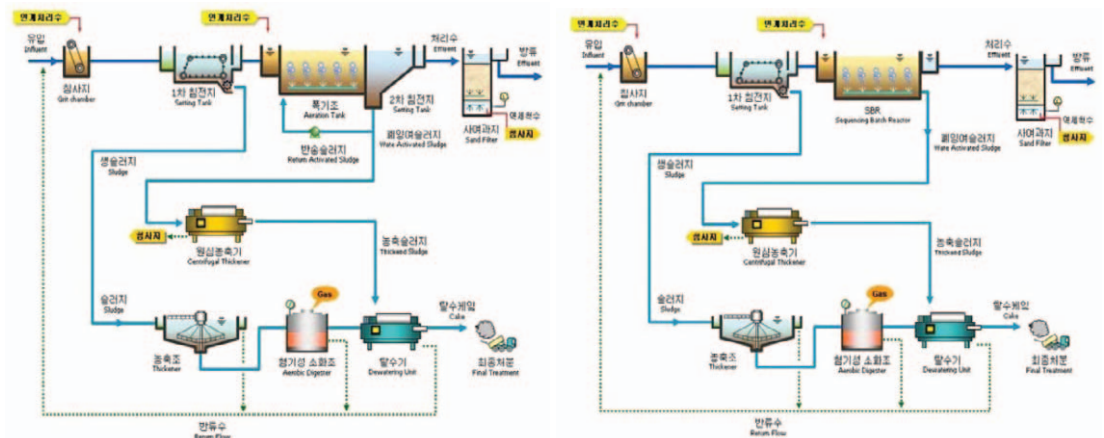 연계처리수
연계처리수
유입
Influent
침사지
Grit chamber
1차 침전지
Settling Tank
폭기조
Aeration Tank
2차 침전지
Settling Tank
처리수
Effluent
방류
Effluent
사여과지
Sand Filter
침사지
반송슬러지
Return Activated Sludge
폐잉여슬러지
Wate Activated Sludge
생슬러지
Sludge
침사지
원심농축기
Centrifugal Thickener
농축슬러지
Thickend Sludge
슬러지
Sludge
농축조
Thickener
Gas
혐기성 소화조
Aerobic Digester
탈수기
Dewatering Unit
탈수케잌
Cake
최종처분
Final Treatment
반류수
Return Flow
연계처리수
연계처리수
유입
Influent
침사지
Grit chamber
1차 침전지
Settling Tank
SBR
Sequencing Batch Reactor
처리수
Effluent
방류
Effluent
역세척수
사여과지
Sand Filter
침사지
폐잉여슬러지
Wate Activated Sludge
생슬러지
Sludge
침사지
원심농축기
Centrifugal Thickener
농축슬러지
Thickend Sludge
슬러지
Sludge
농축조
Thickener
Gas
혐기성 소화조
Aerobic Digester
탈수기
Dewatering Unit
탈수케잌
Cake
최종처분
Final Treatment
반류수
Return Flow